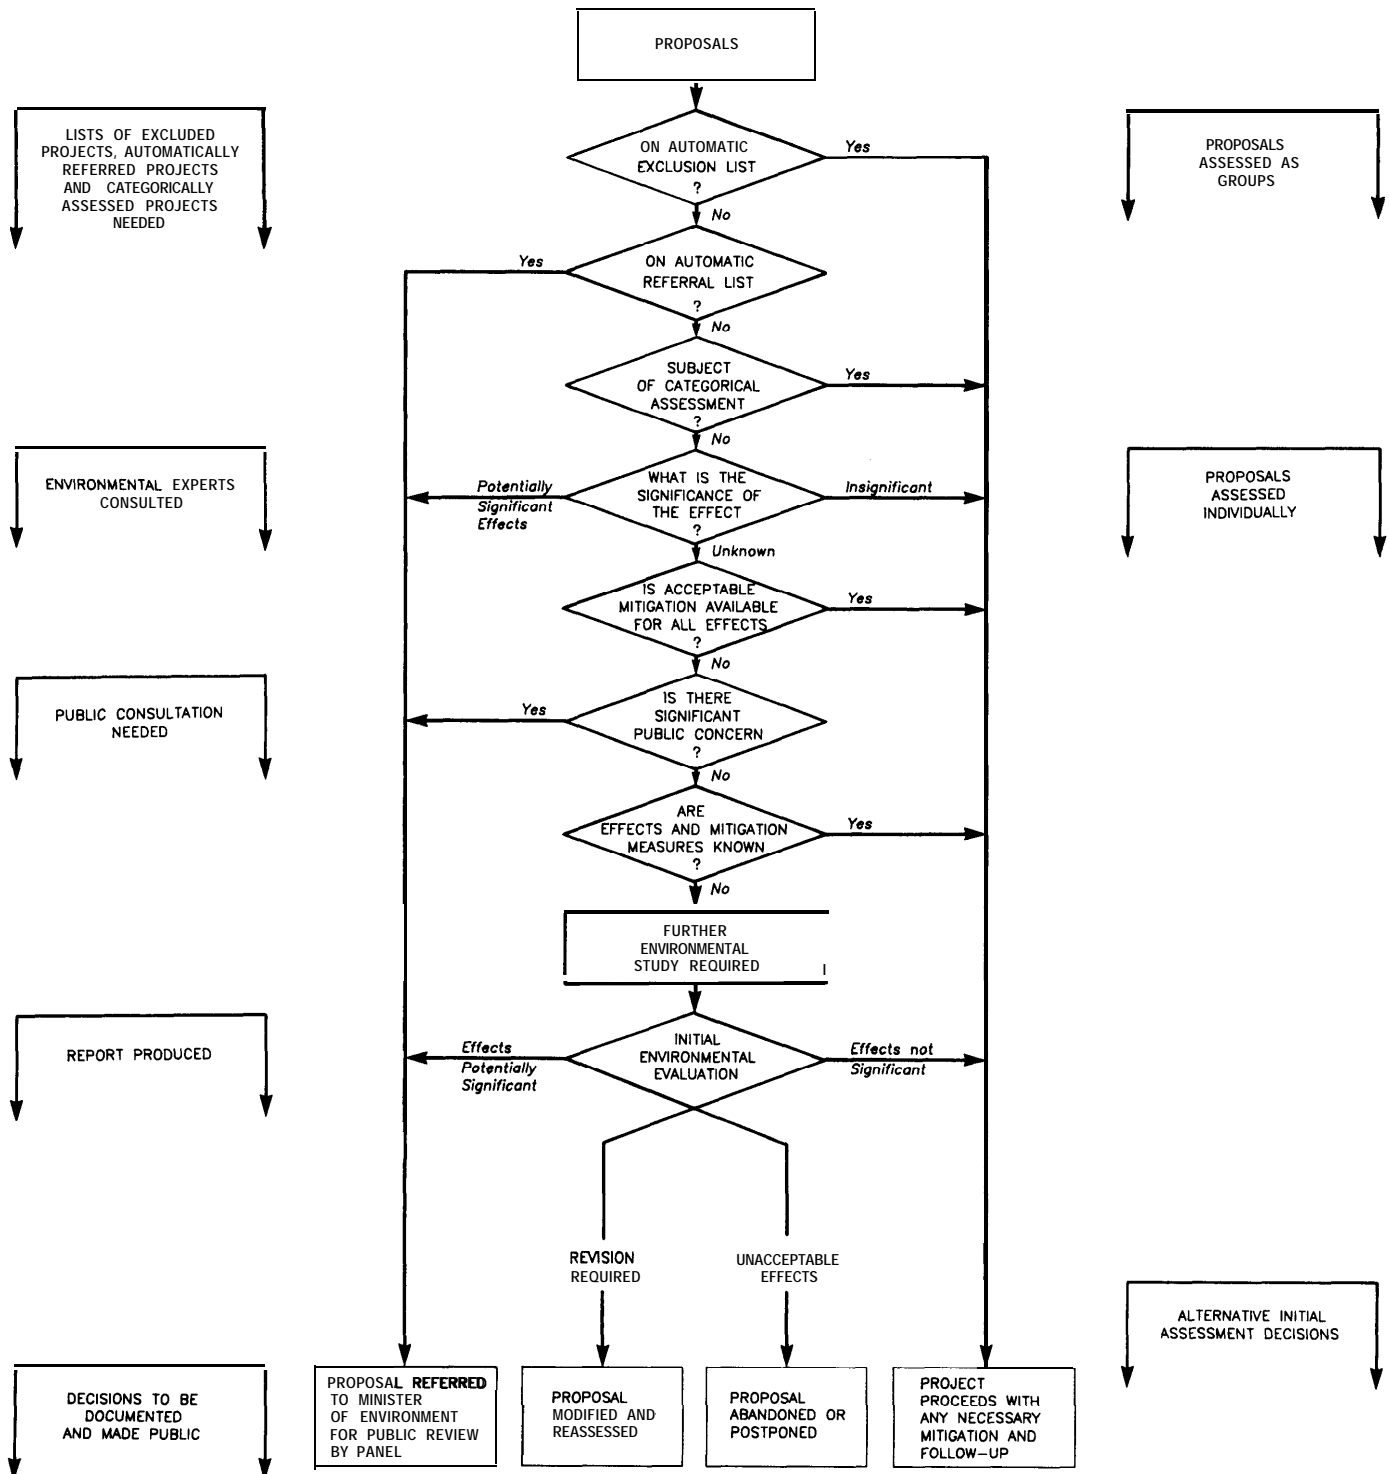 PROPOSALS
LISTS OF EXCLUDED
PROJECTS, AUTOMATICALLY
REFERRED PROJECTS
AND CATEGORICALLY
ASSESSED PROJECTS
NEEDED
ON AUTOMATIC
EXCLUSION LIST
?
Yes
PROPOSALS
ASSESSED AS
GROUPS
No
Yes
ON AUTOMATIC
REFERRAL LIST
?
No
SUBJECT
OF CATEGORICAL
ASSESSMENT
?
Yes
No
ENVIRONMENTAL EXPERTS
CONSULTED
Potentially
Significant
Effects
WHAT IS THE
SIGNIFICANCE OF
THE EFFECT
?
Insignificant
PROPOSALS
ASSESSED
INDIVIDUALLY
Unknown
IS ACCEPTABLE
MITIGATION AVAILABLE
FOR ALL EFFECTS
?
Yes
No
PUBLIC CONSULTATION
NEEDED
Yes
IS THERE
SIGNIFICANT
PUBLIC CONCERN
?
No
ARE
EFFECTS AND MITIGATION
MEASURES KNOWN
?
Yes
No
FURTHER
ENVIRONMENTAL
STUDY REQUIRED
REPORT PRODUCED
Effects
Potentially
Significant
INITIAL
ENVIRONMENTAL
EVALUATION
Effects not
Significant
REVISION
REQUIRED
UNACCEPTABLE
EFFECTS
ALTERNATIVE INITIAL
ASSESSMENT DECISIONS
DECISIONS TO BE
DOCUMENTED
AND MADE PUBLIC
PROPOSAL REFERRED
TO MINISTER
OF ENVIRONMENT
FOR PUBLIC REVIEW
BY PANEL
PROPOSAL
MODIFIED AND
REASSESSED
PROPOSAL
ABANDONED OR
POSTPONED
PROJECT
PROCEEDS WITH
ANY NECESSARY
MITIGATION AND
FOLLOW-UP